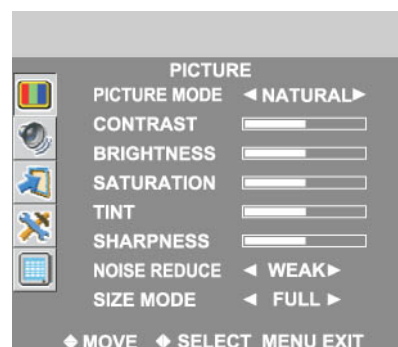 PICTURE
PICTURE MODE ◄ NATURAL►
CONTRAST
BRIGHTNESS
SATURATION
TINT
SHARPNESS
NOISE REDUCE ◄ WEAK►
SIZE MODE ◄ FULL ►
MOVE SELECT MENU EXIT